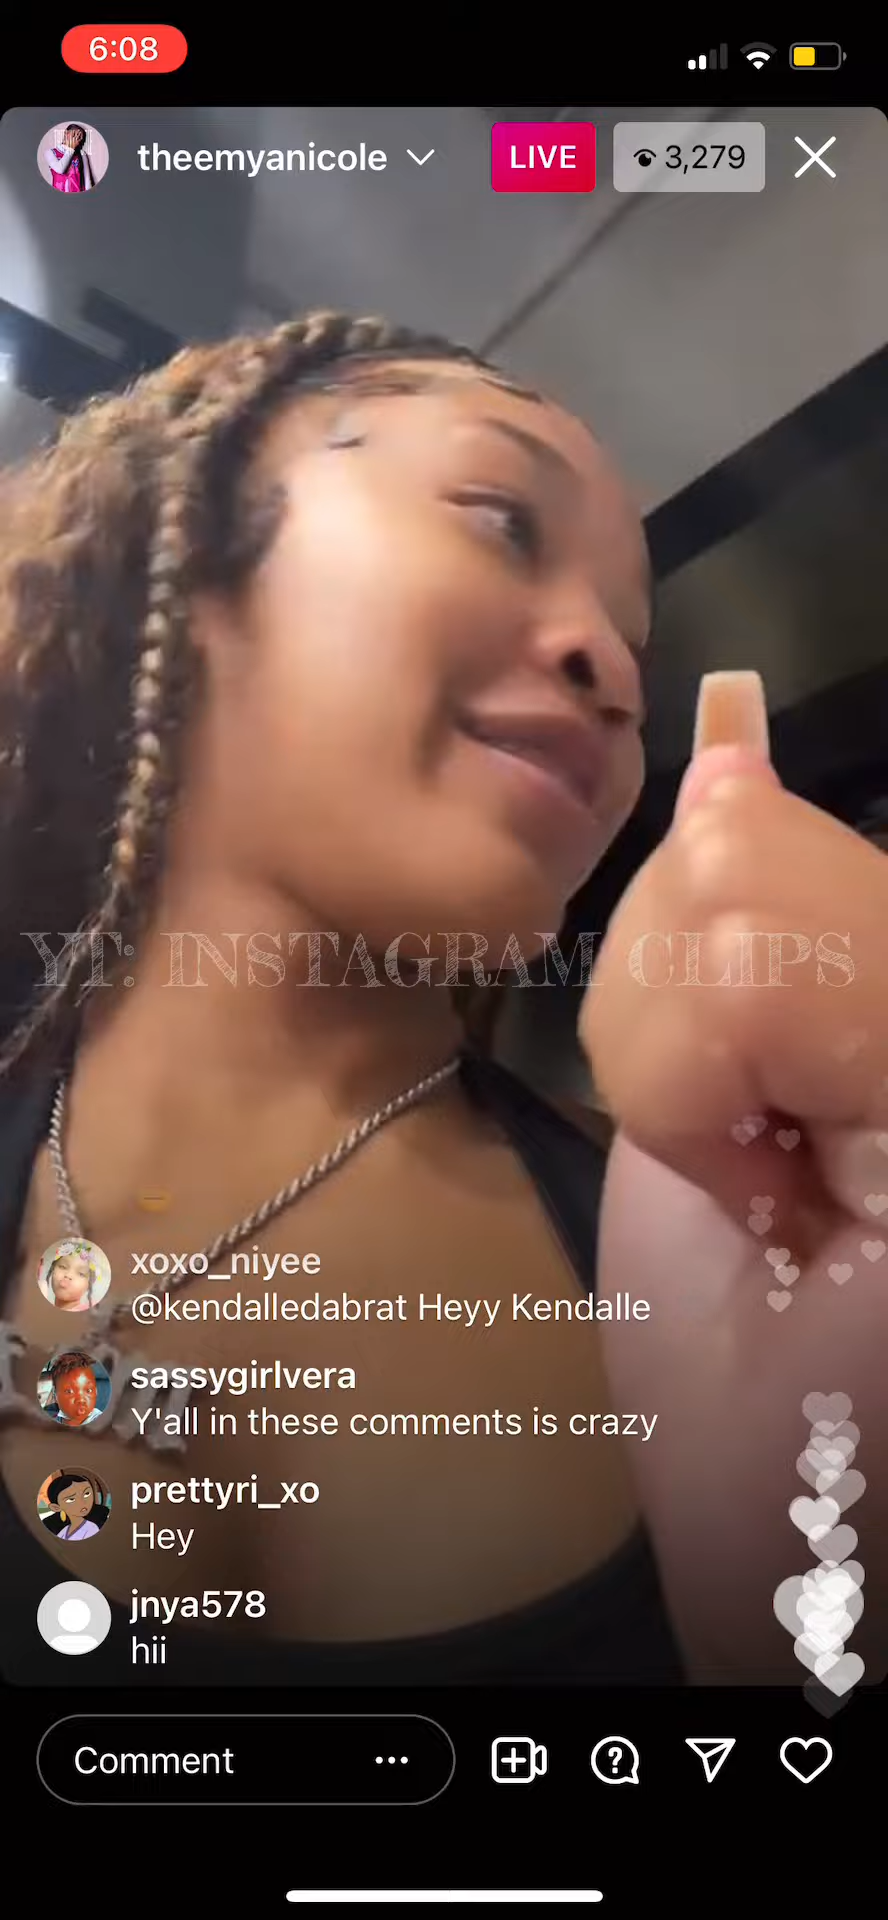 6:08
theemyanicole
LIVE
3,279
YT: INSTAGRAM CLIPS
xoxo_niyee
@kendalledabrat Heyy Kendalle
sassygirlvera
Y'all in these comments is crazy
prettyri_xo
Hey
jnya578
hii
Comment